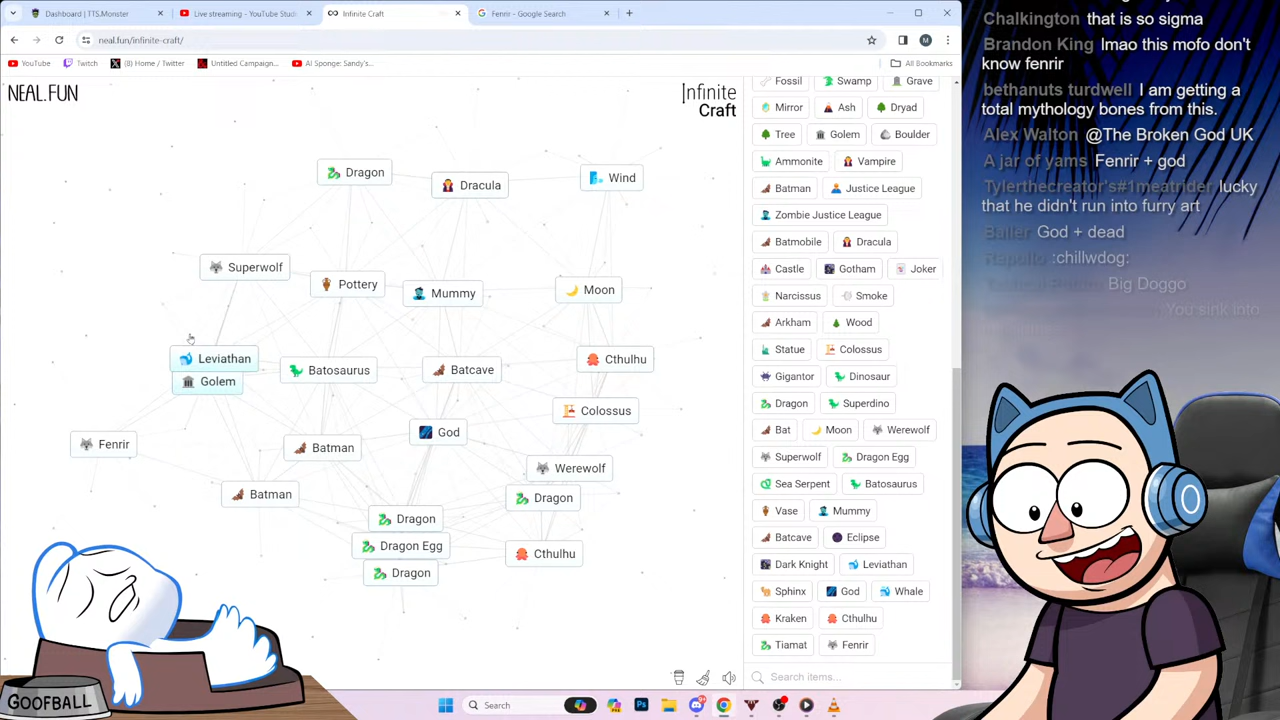 Dashboard | TTS.Monster
Live streaming - YouTube Studi
Infinite Craft
Fenrir - Google Search
neal.fun/infinite-craft/
YouTube
Twitch
(8) Home / Twitter
Untitled Campaign...
AI Sponge: Sandy's...
All Bookmarks
NEAL.FUN
Infinite
Craft
Dragon
Dracula
Wind
Superwolf
Pottery
Mummy
Moon
Leviathan
Golem
Batosaurus
Batcave
Cthulhu
Colossus
God
Fenrir
Batman
Werewolf
Batman
Dragon
Dragon
Dragon Egg
Cthulhu
Dragon
Fossil
Swamp
Grave
Mirror
Ash
Dryad
Tree
Golem
Boulder
Ammonite
Vampire
Batman
Justice League
Zombie Justice League
Batmobile
Dracula
Castle
Gotham
Joker
Narcissus
Smoke
Arkham
Wood
Statue
Colossus
Gigantor
Dinosaur
Dragon
Superdino
Bat
Moon
Werewolf
Superwolf
Dragon Egg
Sea Serpent
Batosaurus
Vase
Mummy
Batcave
Eclipse
Dark Knight
Leviathan
Sphinx
God
Whale
Kraken
Cthulhu
Tiamat
Fenrir
Search items...
Search
Chalkington that is so sigma
Brandon King lmao this mofo don't
know fenrir
bethanuts turdwell I am getting a
total mythology bones from this.
Alex Walton @The Broken God UK
A jar of yams Fenrir + god
Tylerthecreator's#1meatrider lucky
that he didn't run into furry art
Baller God + dead
:chillwdog:
Big Doggo
You sink into
GOOFBALL